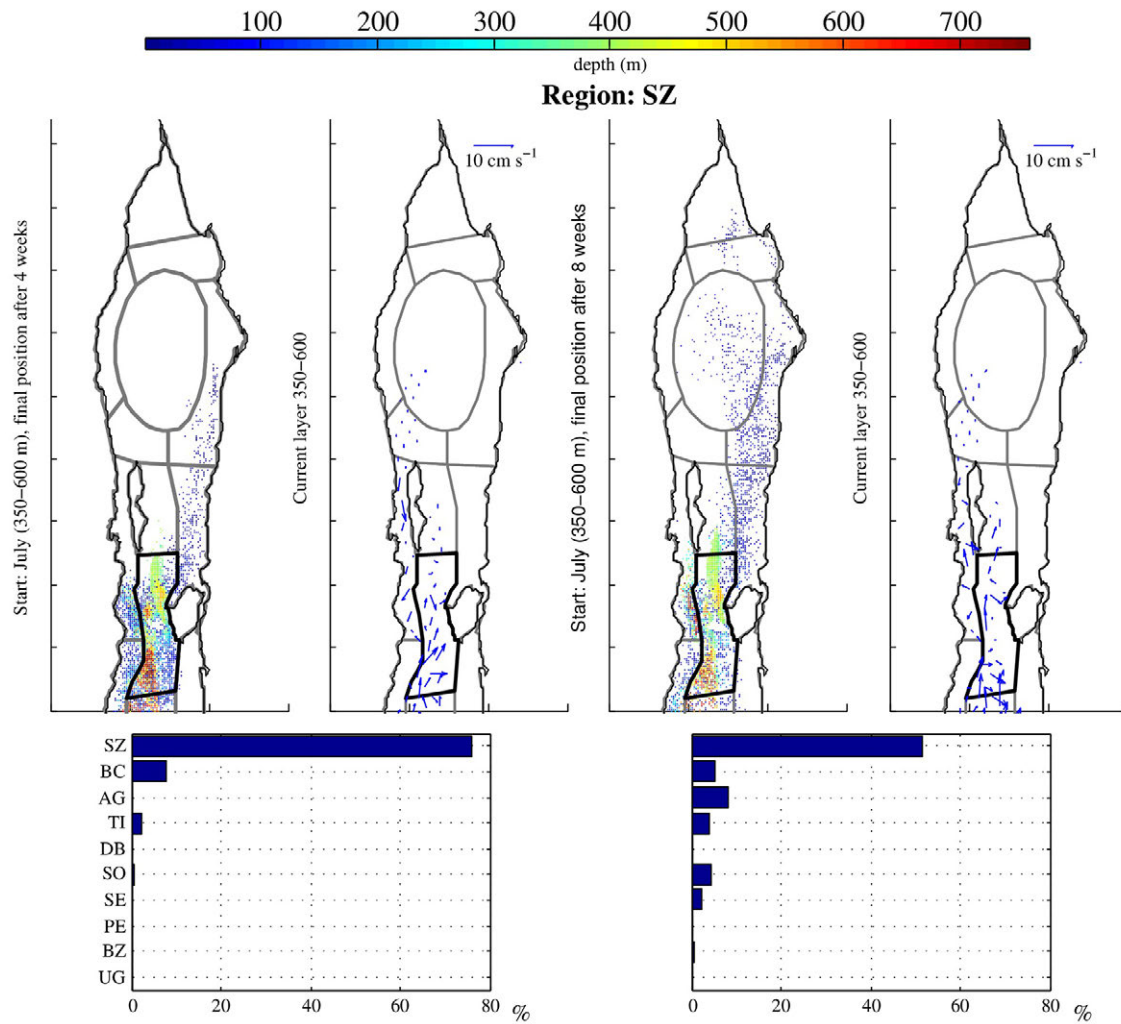 100 200 300 400 500 600 700
depth (m)
Region: SZ
Start: July (350−600 m), final position after 4 weeks
Current layer 350−600
10 cm s−1
Start: July (350−600 m), final position after 8 weeks
Current layer 350−600
10 cm s−1
SZ
BC
AG
TI
DB
SO
SE
PE
BZ
UG
0 20 40 60 80 %
0 20 40 60 80 %